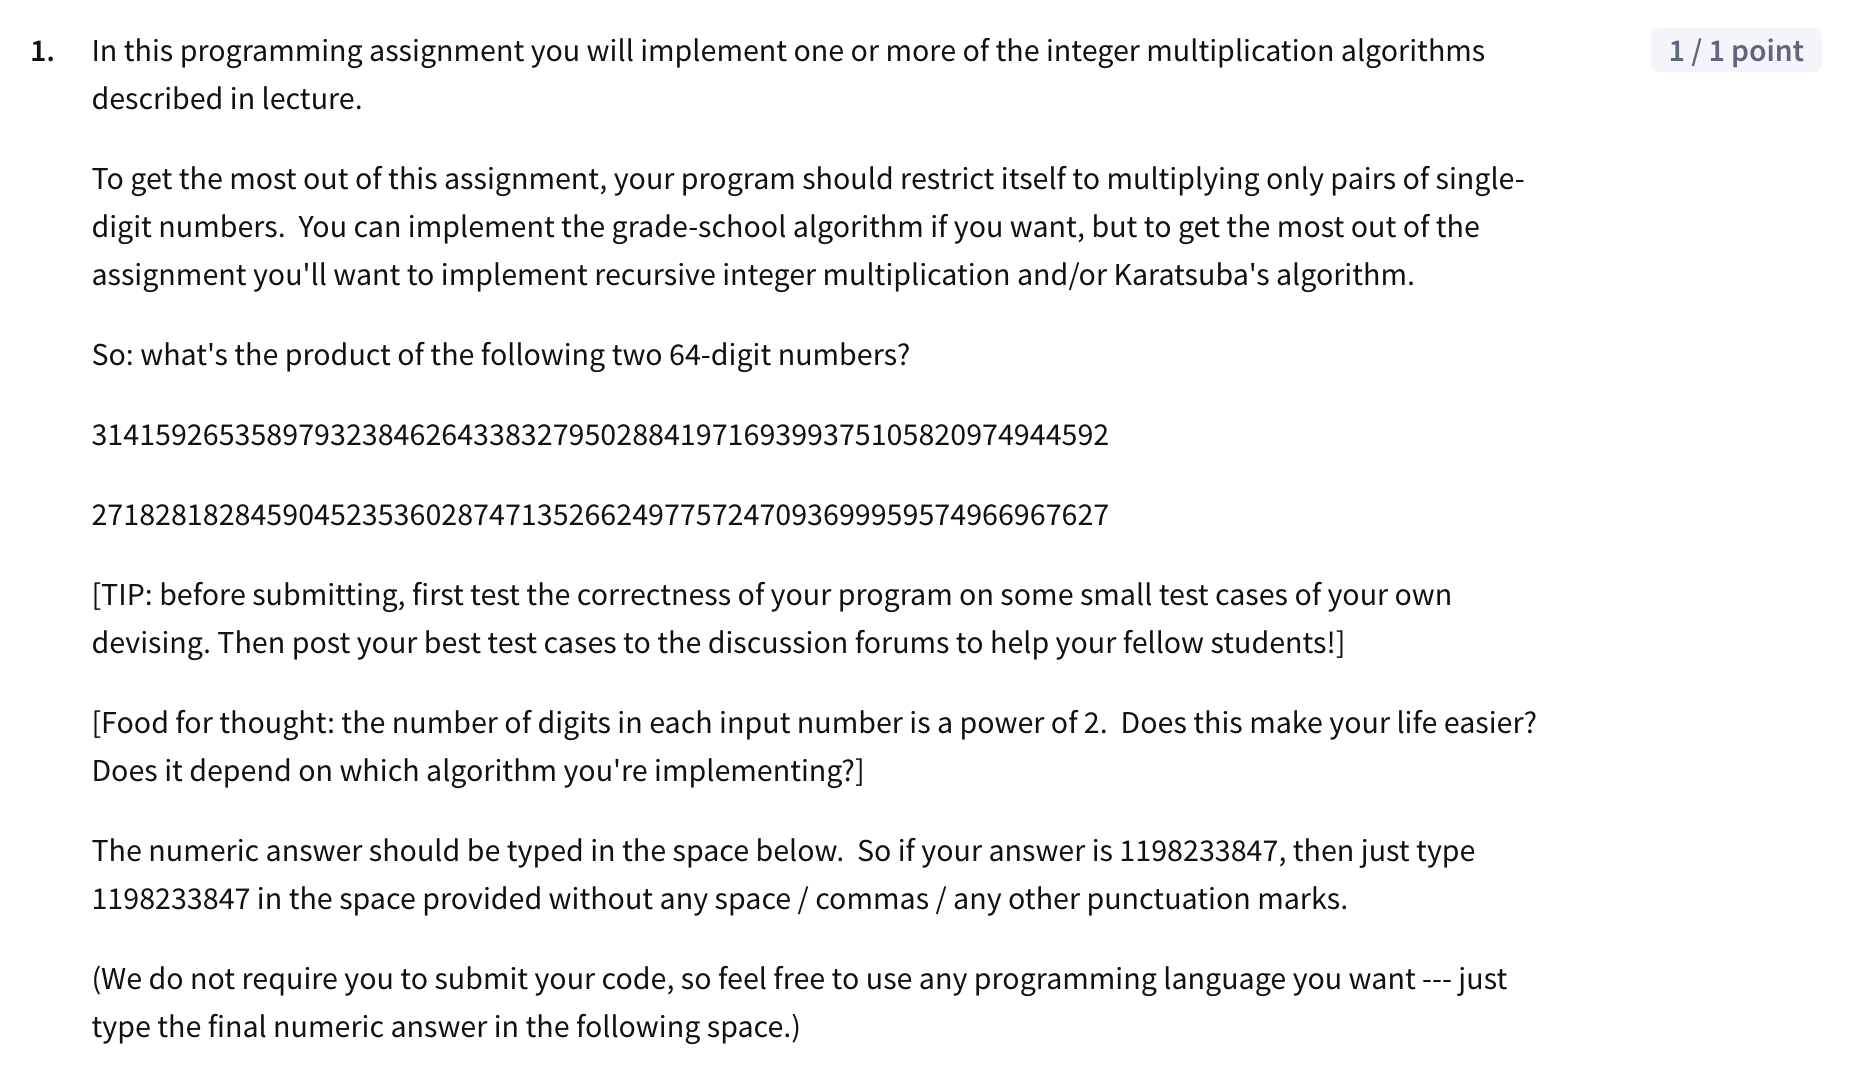 1. In this programming assignment you will implement one or more of the integer multiplication algorithms
1 / 1 point
described in lecture.
To get the most out of this assignment, your program should restrict itself to multiplying only pairs of single-
digit numbers.  You can implement the grade-school algorithm if you want, but to get the most out of the
assignment you'll want to implement recursive integer multiplication and/or Karatsuba's algorithm.
So: what's the product of the following two 64-digit numbers?
3141592653589793238462643383279502884197169399375105820974944592
2718281828459045235360287471352662497757247093699959574966967627
[TIP: before submitting, first test the correctness of your program on some small test cases of your own
devising. Then post your best test cases to the discussion forums to help your fellow students!]
[Food for thought: the number of digits in each input number is a power of 2.  Does this make your life easier?
Does it depend on which algorithm you're implementing?]
The numeric answer should be typed in the space below.  So if your answer is 1198233847, then just type
1198233847 in the space provided without any space / commas / any other punctuation marks.
(We do not require you to submit your code, so feel free to use any programming language you want --- just
type the final numeric answer in the following space.)